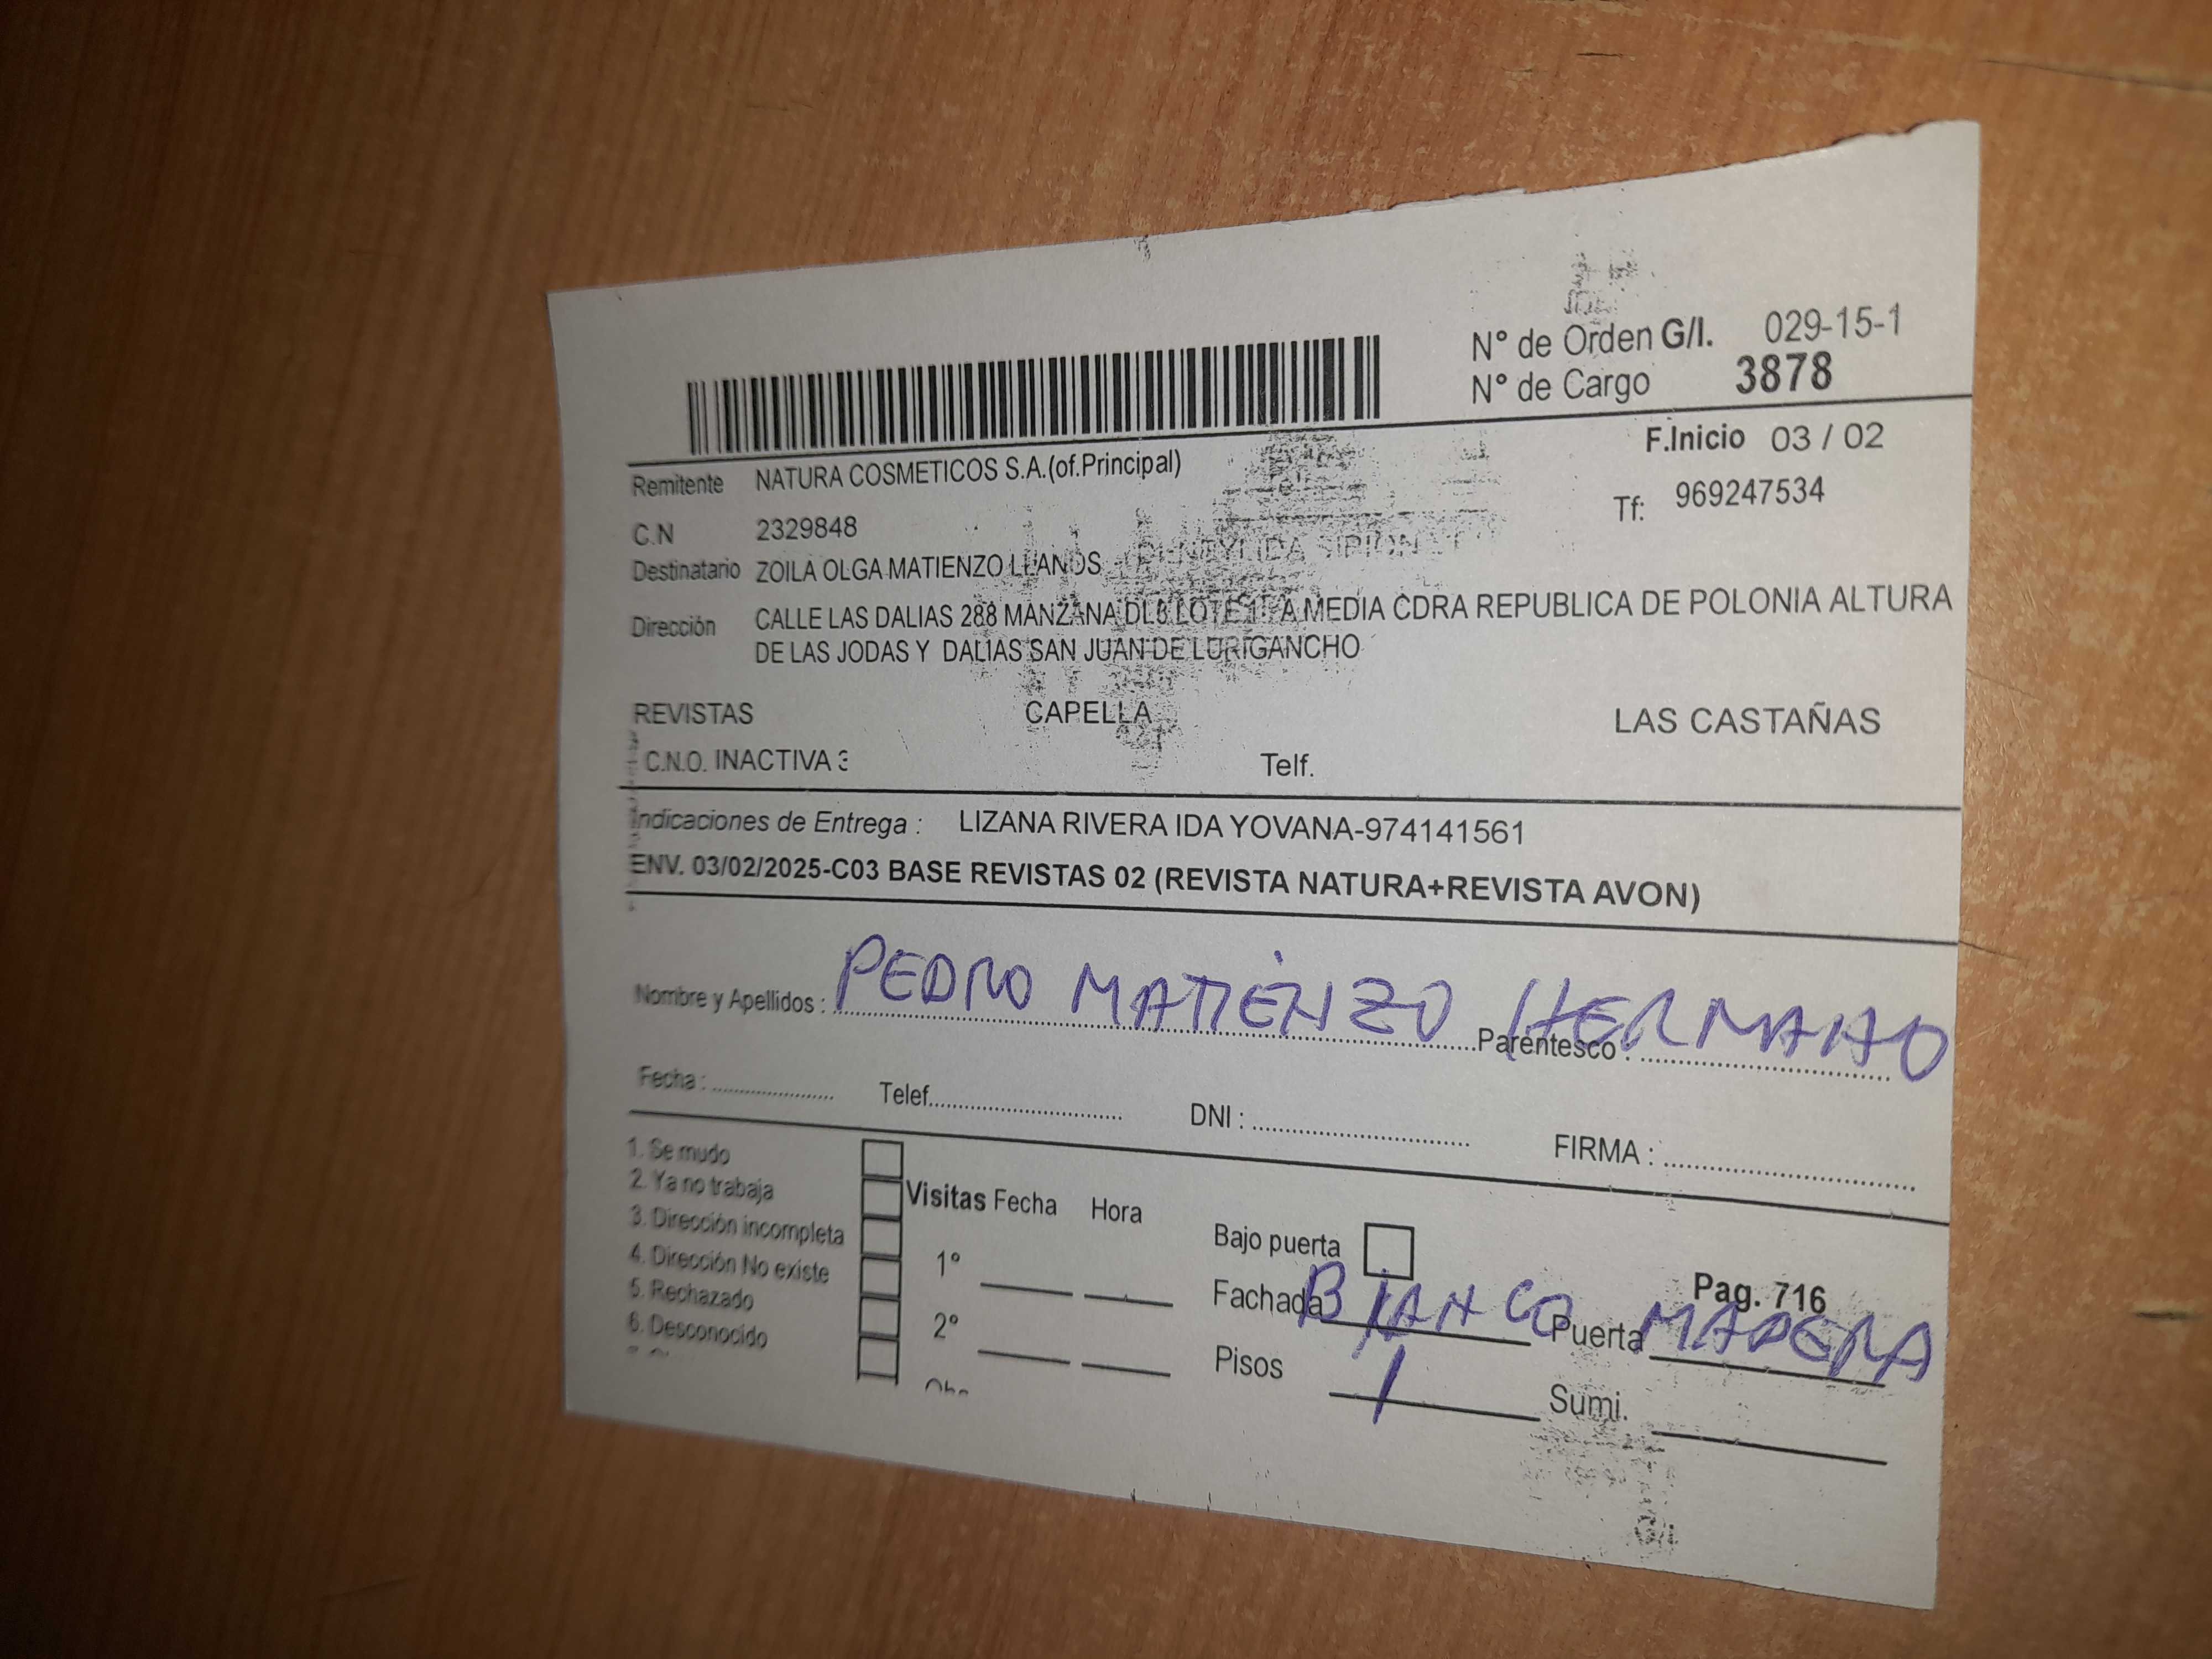 N° de Orden G/I. 029-15-1
N° de Cargo 3878
F.Inicio 03 / 02
Remitente NATURA COSMETICOS S.A.(of.Principal)
Tf: 969247534
C.N 2329848
Destinatario ZOILA OLGA MATIENZO LLANOS
Dirección CALLE LAS DALIAS 288 MANZANA DL8 LOTE A MEDIA CDRA REPUBLICA DE POLONIA ALTURA
DE LAS JODAS Y DALIAS SAN JUAN DE LURIGANCHO
REVISTAS CAPELLA LAS CASTAÑAS
C.N.O. INACTIVA 3 Telf.
Indicaciones de Entrega : LIZANA RIVERA IDA YOVANA-974141561
ENV. 03/02/2025-C03 BASE REVISTAS 02 (REVISTA NATURA+REVISTA AVON)
Nombre y Apellidos : PEDRO MATIENZO Parentesco : HERMANO
Fecha : Telef. DNI : FIRMA :
1. Se mudo
2. Ya no trabaja
3. Dirección incompleta
4. Dirección No existe
5. Rechazado
6. Desconocido
Visitas Fecha Hora
1°
2°
Bajo puerta
Pag. 716
Fachada BLANCO Puerta MADERA
Pisos 1 Sumi.
G/I